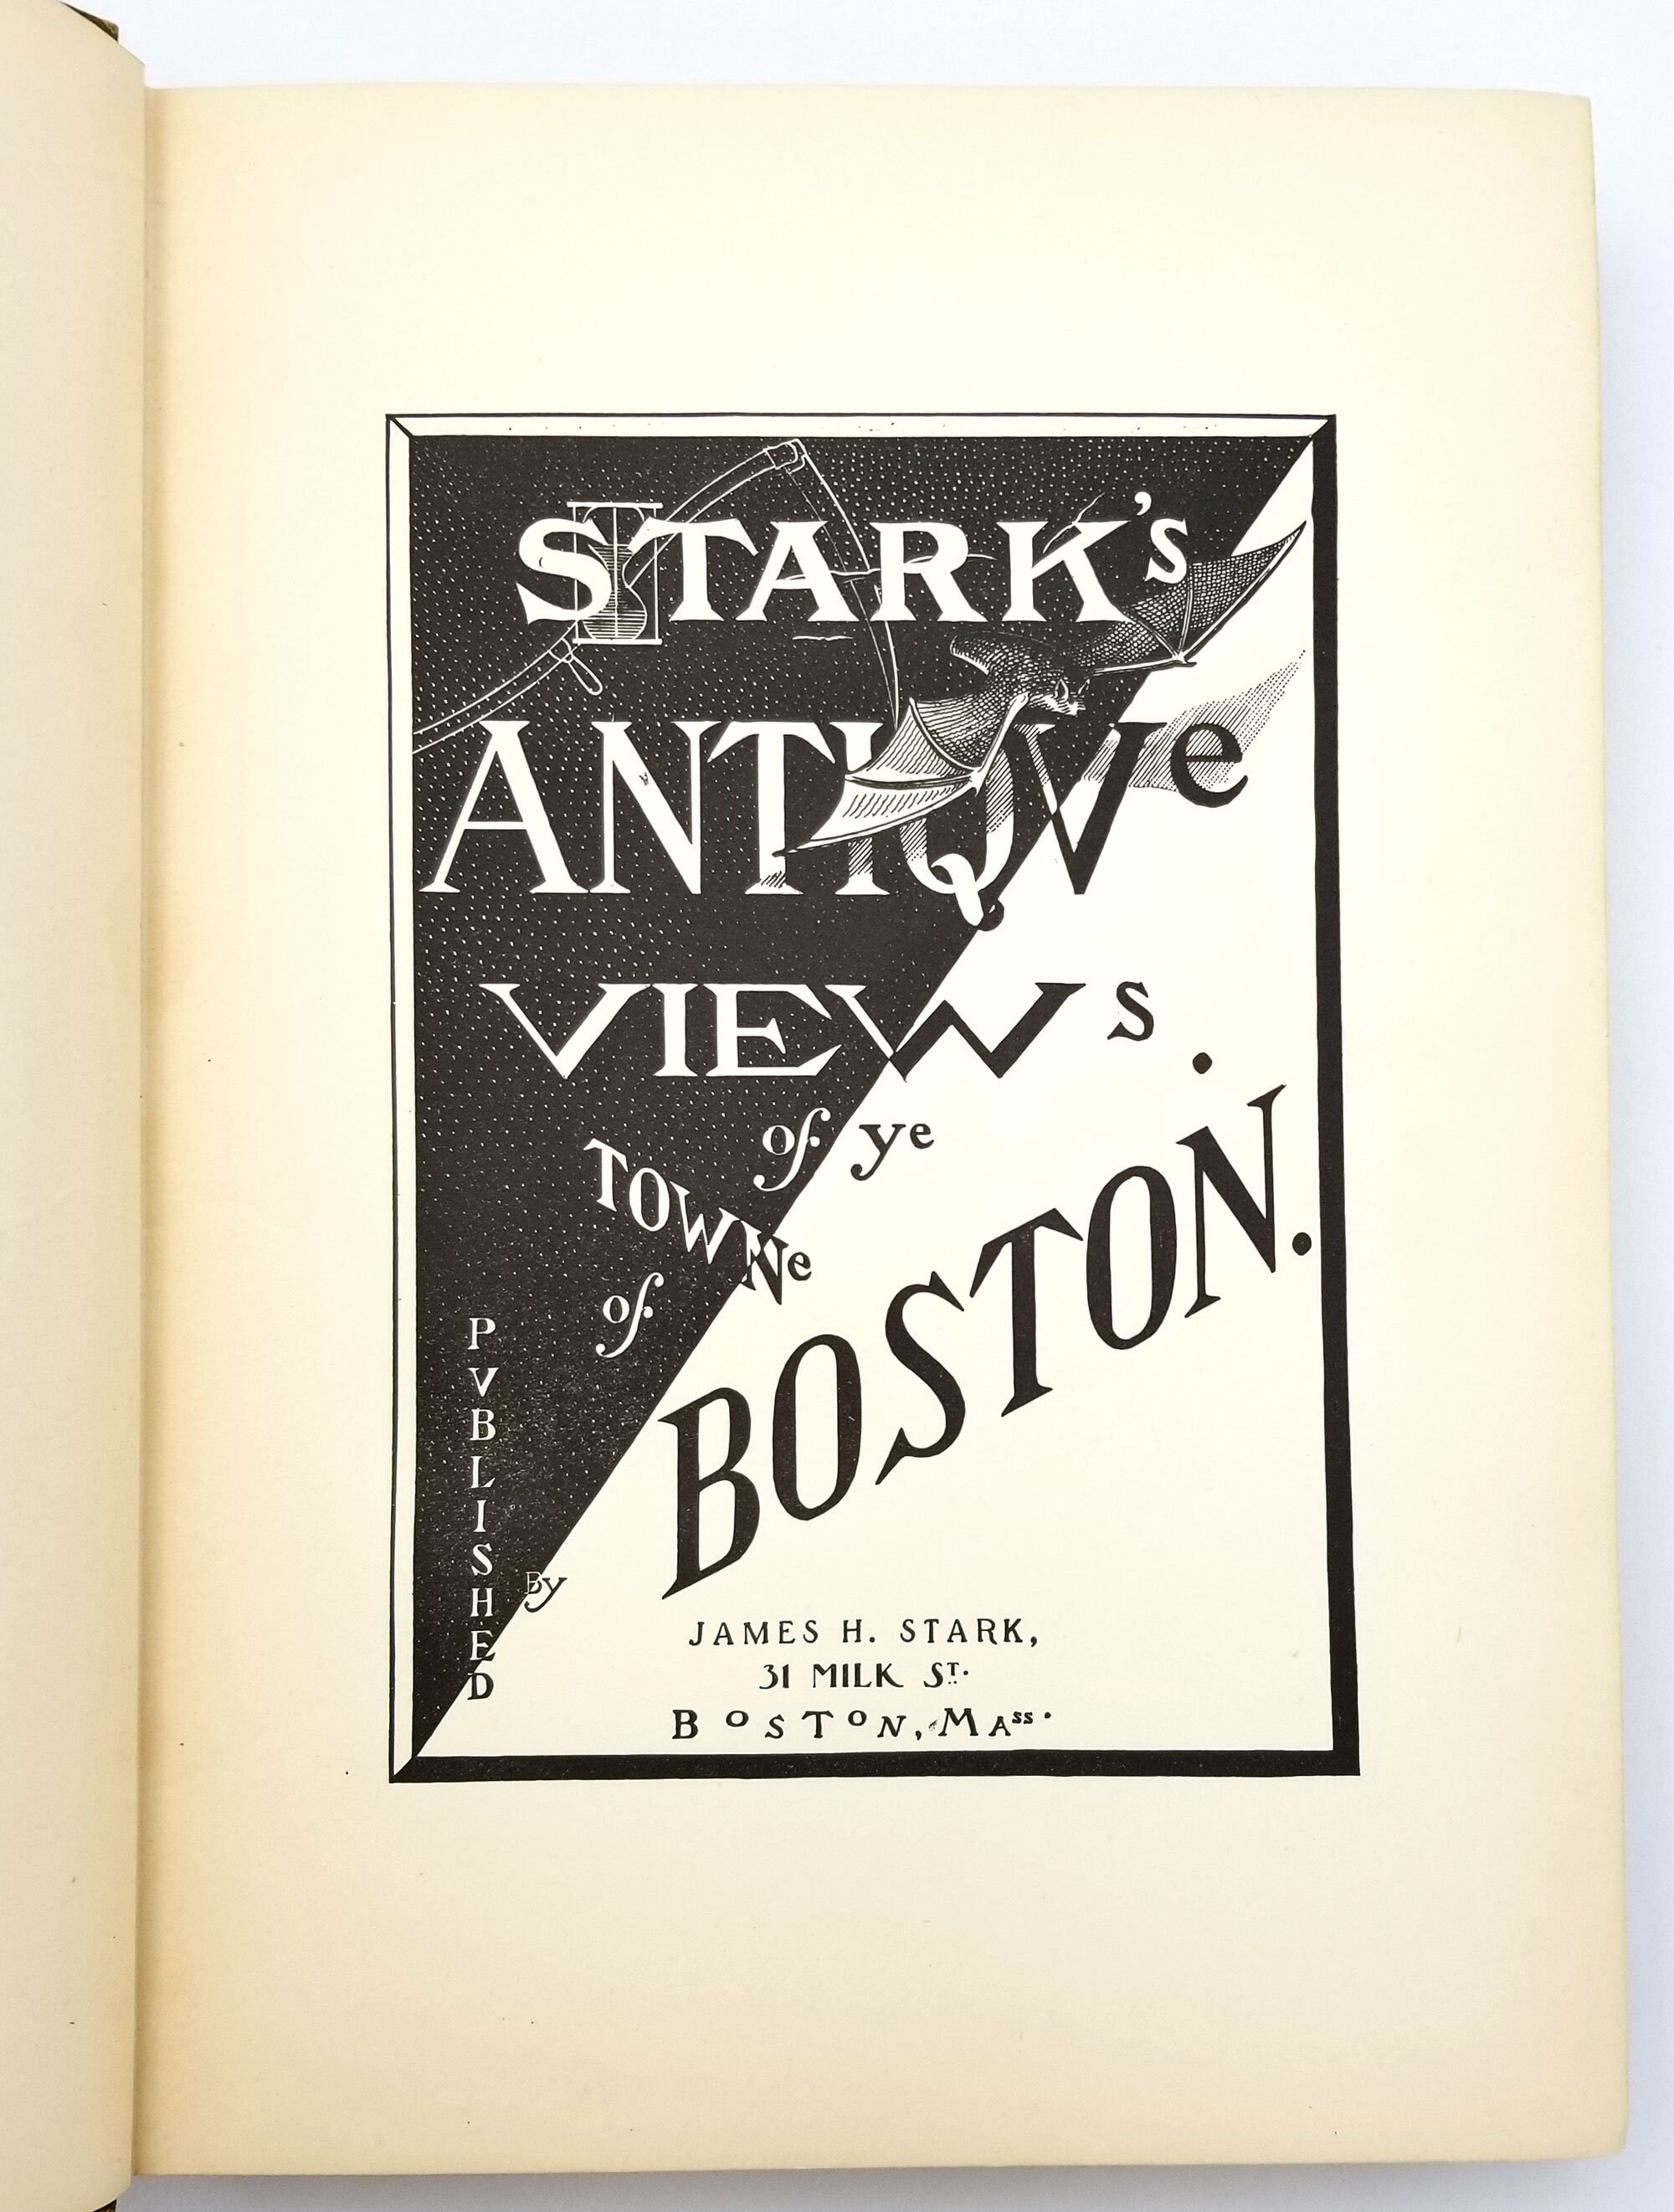 STARK's
ANTIQVe
VIEWs.
of ye
TOWNe
of
BOSTON.
PVBLISHED
By
JAMES H. STARK,
31 MILK ST.
BOSTON, MAss.